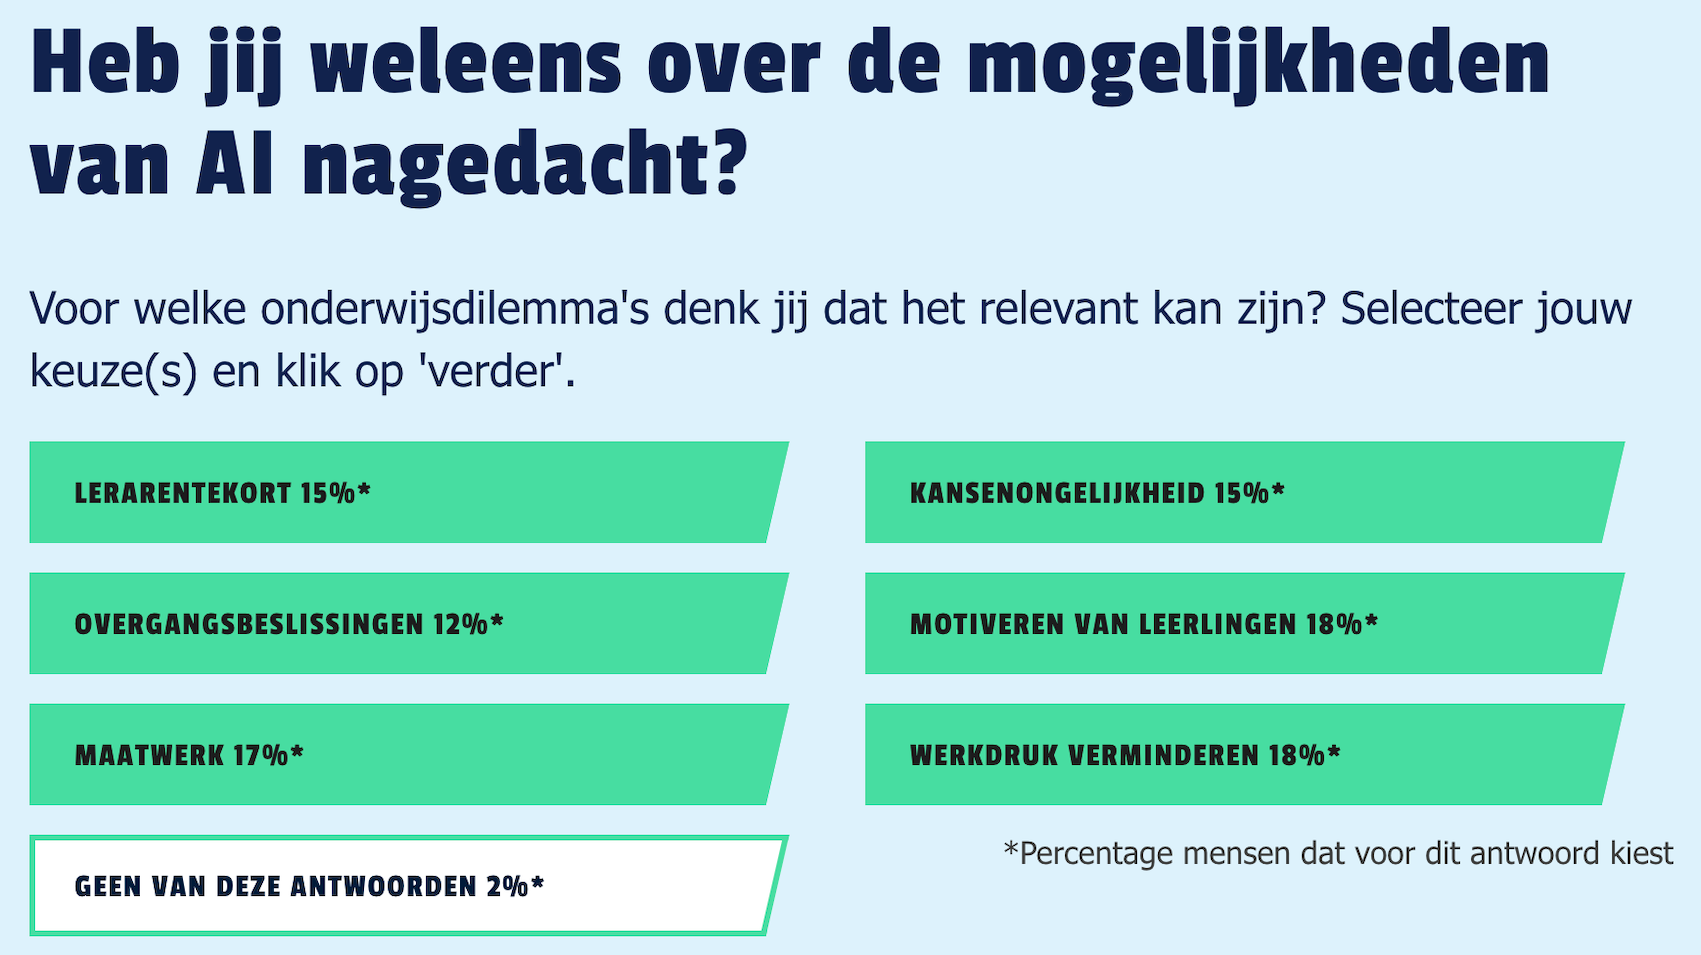 Heb jij weleens over de mogelijkheden
van AI nagedacht?
Voor welke onderwijsdilemma's denk jij dat het relevant kan zijn? Selecteer jouw
keuze(s) en klik op 'verder'.
LERARENTEKORT 15%*
KANSENONGELIJKHEID 15%*
OVERGANGSBESLISSINGEN 12%*
MOTIVEREN VAN LEERLINGEN 18%*
MAATWERK 17%*
WERKDRUK VERMINDEREN 18%*
GEEN VAN DEZE ANTWOORDEN 2%*
*Percentage mensen dat voor dit antwoord kiest